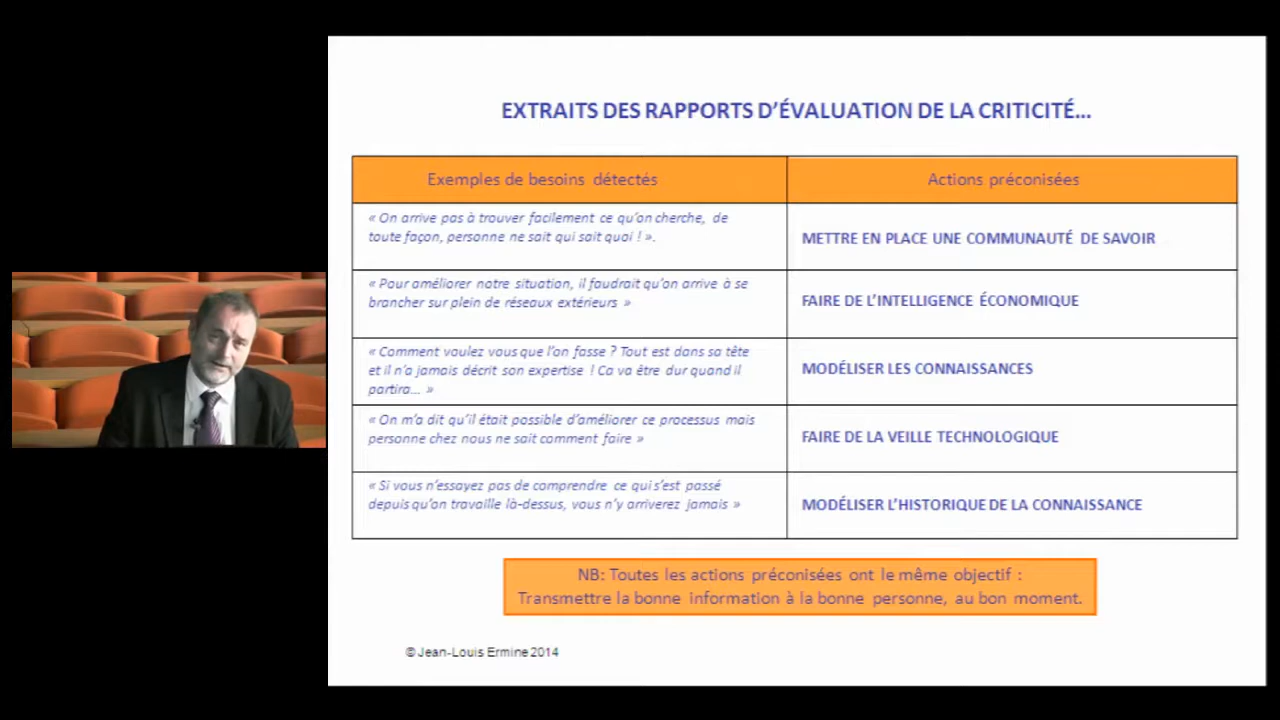 EXTRAITS DES RAPPORTS D'ÉVALUATION DE LA CRITICITÉ...
Exemples de besoins détectés
Actions préconisées
« On arrive pas à trouver facilement ce qu'on cherche, de
toute façon, personne ne sait qui sait quoi ! ».
METTRE EN PLACE UNE COMMUNAUTÉ DE SAVOIR
« Pour améliorer notre situation, il faudrait qu'on arrive à se
brancher sur plein de réseaux extérieurs »
FAIRE DE L'INTELLIGENCE ÉCONOMIQUE
« Comment voulez vous que l'on fasse ? Tout est dans sa tête
et il n'a jamais décrit son expertise ! Ca va être dur quand il
partira... »
MODÉLISER LES CONNAISSANCES
« On m'a dit qu'il était possible d'améliorer ce processus mais
personne chez nous ne sait comment faire »
FAIRE DE LA VEILLE TECHNOLOGIQUE
« Si vous n'essayez pas de comprendre ce qui s'est passé
depuis qu'on travaille là-dessus, vous n'y arriverez jamais »
MODÉLISER L'HISTORIQUE DE LA CONNAISSANCE
NB: Toutes les actions préconisées ont le même objectif :
Transmettre la bonne information à la bonne personne, au bon moment.
© Jean-Louis Ermine 2014